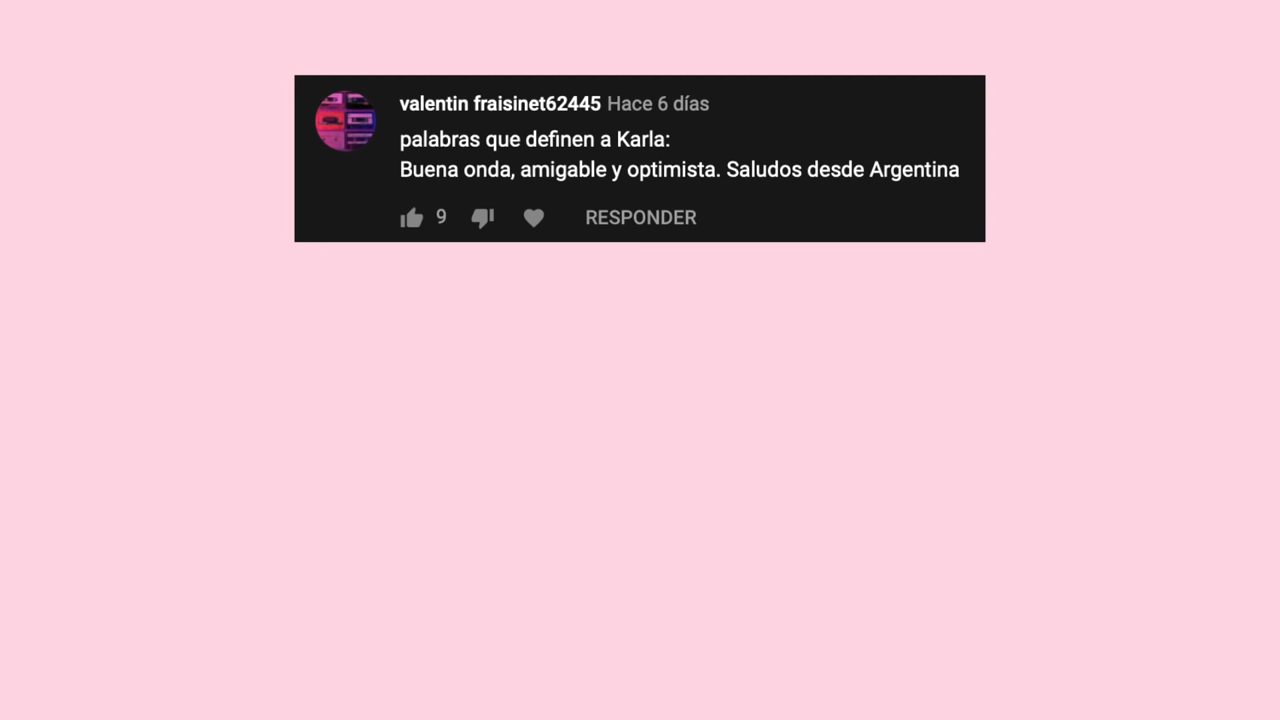 valentin fraisinet62445 Hace 6 días
palabras que definen a Karla:
Buena onda, amigable y optimista. Saludos desde Argentina
9 RESPONDER